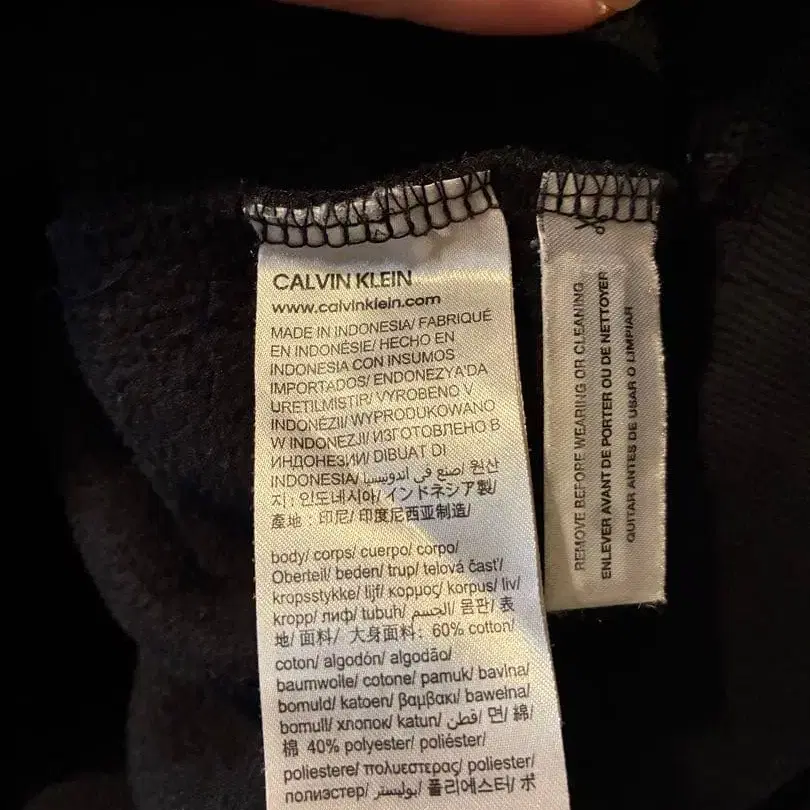 CALVIN KLEIN
www.calvinklein.com
MADE IN INDONESIA/ FABRIQUÉ
EN INDONÉSIE/ HECHO EN
INDONESIA CON INSUMOS
IMPORTADOS/ ENDONEZYA'DA
URETILMISTIR/ VYROBENO V
INDONÉZII/ WYPRODUKOWANO
W INDONEZJI/ ИЗГОТОВЛЕНО В
ИНДОНЕЗИИ/ DIBUAT DI
INDONESIA/ صنع في اندونيسيا/ 원산
지 : 인도네시아/ インドネシア製/
產地 : 印尼/ 印度尼西亚制造/
body/ corps/ cuerpo/ corpo/
Oberteil/ beden/ trup/ telová časť/
kropsstykke/ lijf/ κορμος/ korpus/ liv/
kropp/ лиф/ tubuh/ الجسم/ 몸판/ 表
地/ 面料/ 大身面料: 60% cotton/
coton/ algodón/ algodão/
baumwolle/ cotone/ pamuk/ bavlna/
bomuld/ katoen/ βαμβακι/ bawełna/
bomull/ хлопок/ katun/ قطن/ 면/ 綿/
棉 40% polyester/ poliéster/
poliestere/ πολυεστερας/ poliester/
полиэстер/ بوليستر/ 폴리에스터/ ポ
REMOVE BEFORE WEARING OR CLEANING
ENLEVER AVANT DE PORTER OU DE NETTOYER
QUITAR ANTES DE USAR O LIMPIAR